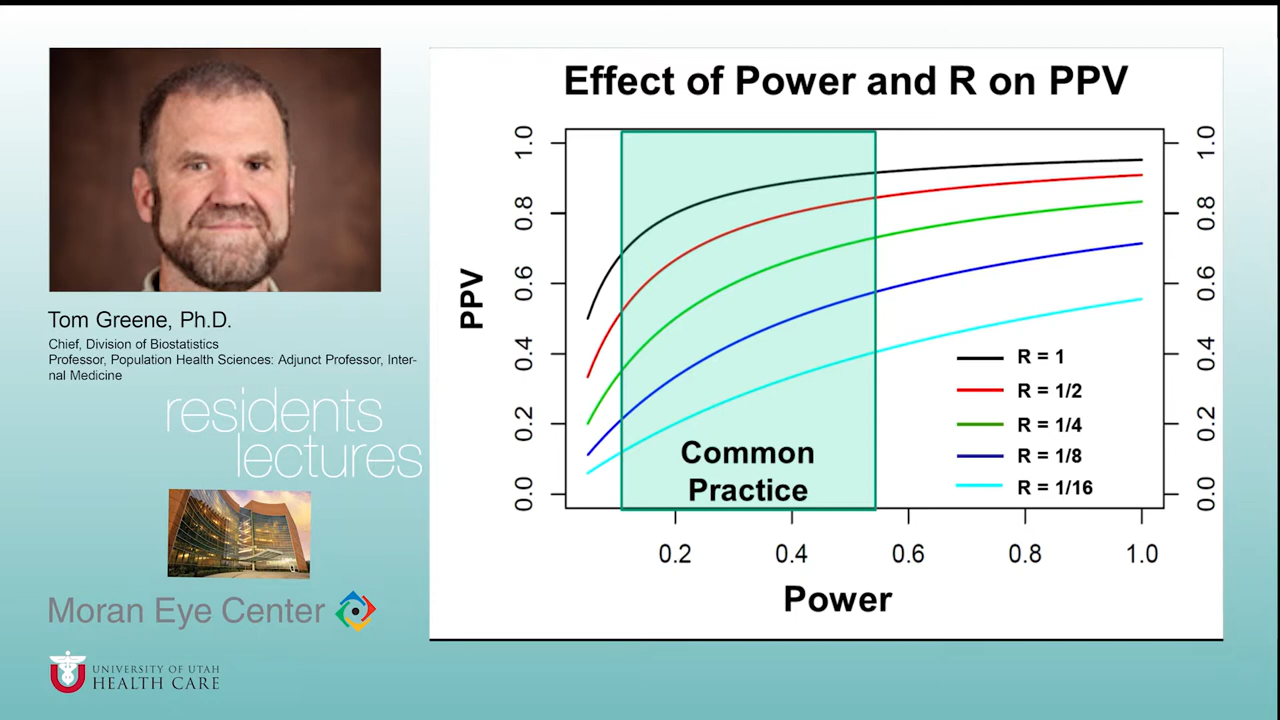 Tom Greene, Ph.D.
Chief, Division of Biostatistics
Professor, Population Health Sciences: Adjunct Professor, Inter-
nal Medicine
residents
lectures
Moran Eye Center
UNIVERSITY OF UTAH
HEALTH CARE
Effect of Power and R on PPV
PPV
1.0
0.8
0.6
0.4
0.2
0.0
Common
Practice
R = 1
R = 1/2
R = 1/4
R = 1/8
R = 1/16
1.0
0.8
0.6
0.4
0.2
0.0
0.2 0.4 0.6 0.8 1.0
Power